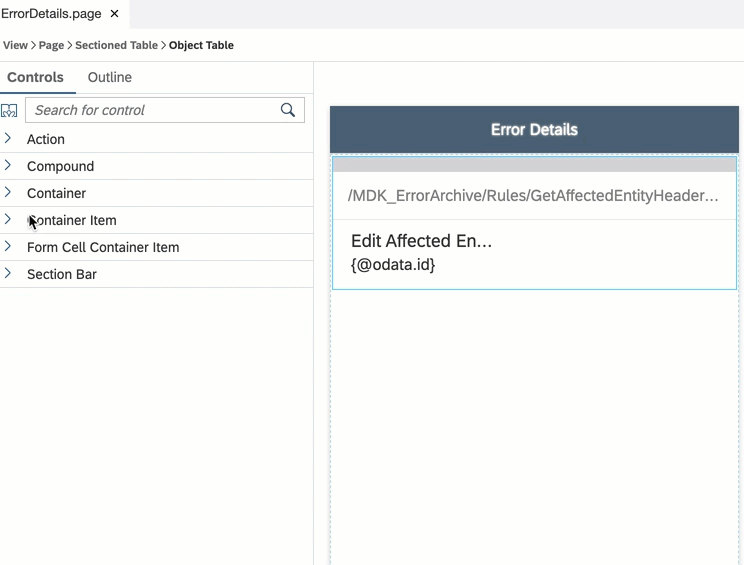 ErrorDetails.page ×
View > Page > Sectioned Table > Object Table
Controls Outline
Search for control
Action
Compound
Container
Container Item
Form Cell Container Item
Section Bar
Error Details
/MDK_ErrorArchive/Rules/GetAffectedEntityHeader...
Edit Affected En...
{@odata.id}